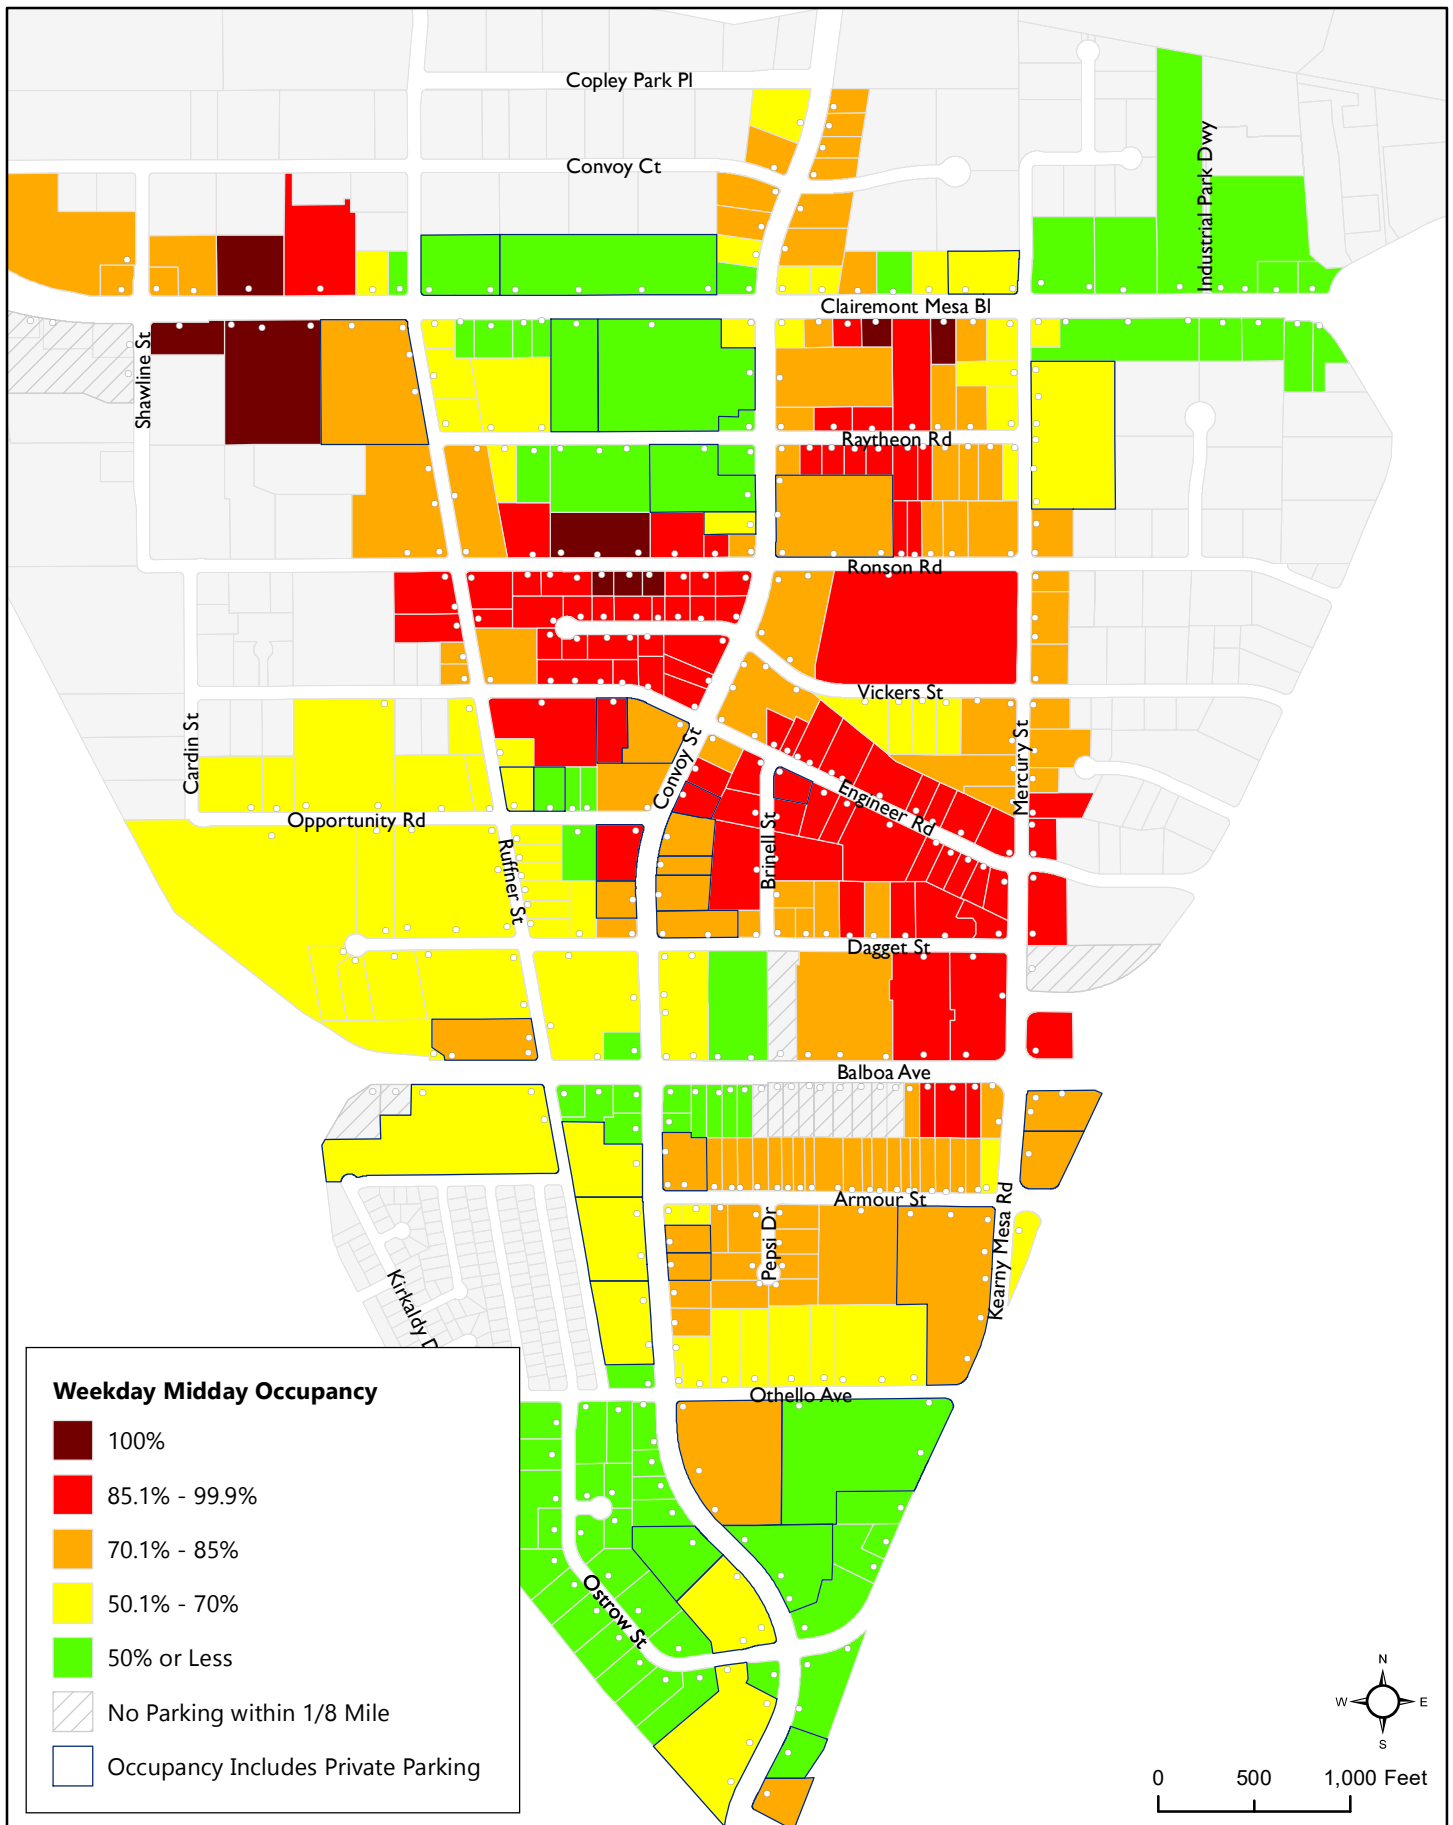 Copley Park Pl
Convoy Ct
Industrial Park Dwy
Clairemont Mesa Bl
Shawline St
Raytheon Rd
Ronson Rd
Vickers St
Cardin St
Convoy St
Mercury St
Engineer Rd
Opportunity Rd
Brinell St
Ruffner St
Dagget St
Balboa Ave
Armour St
Pepsi Dr
Kearny Mesa Rd
Kirkaldy D
Othello Ave
Ostrow St
Weekday Midday Occupancy
100%
85.1% - 99.9%
70.1% - 85%
50.1% - 70%
50% or Less
No Parking within 1/8 Mile
Occupancy Includes Private Parking
N
W E
S
0 500 1,000 Feet